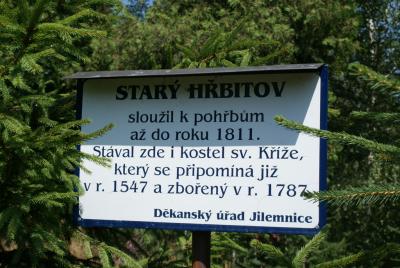 STARÝ HŘBITOV
sloužil k pohřbům
až do roku 1811.
Stával zde i kostel sv. Kříže,
který se připomíná již
v r. 1547 a zbořený v r. 1787
Děkanský úřad Jilemnice